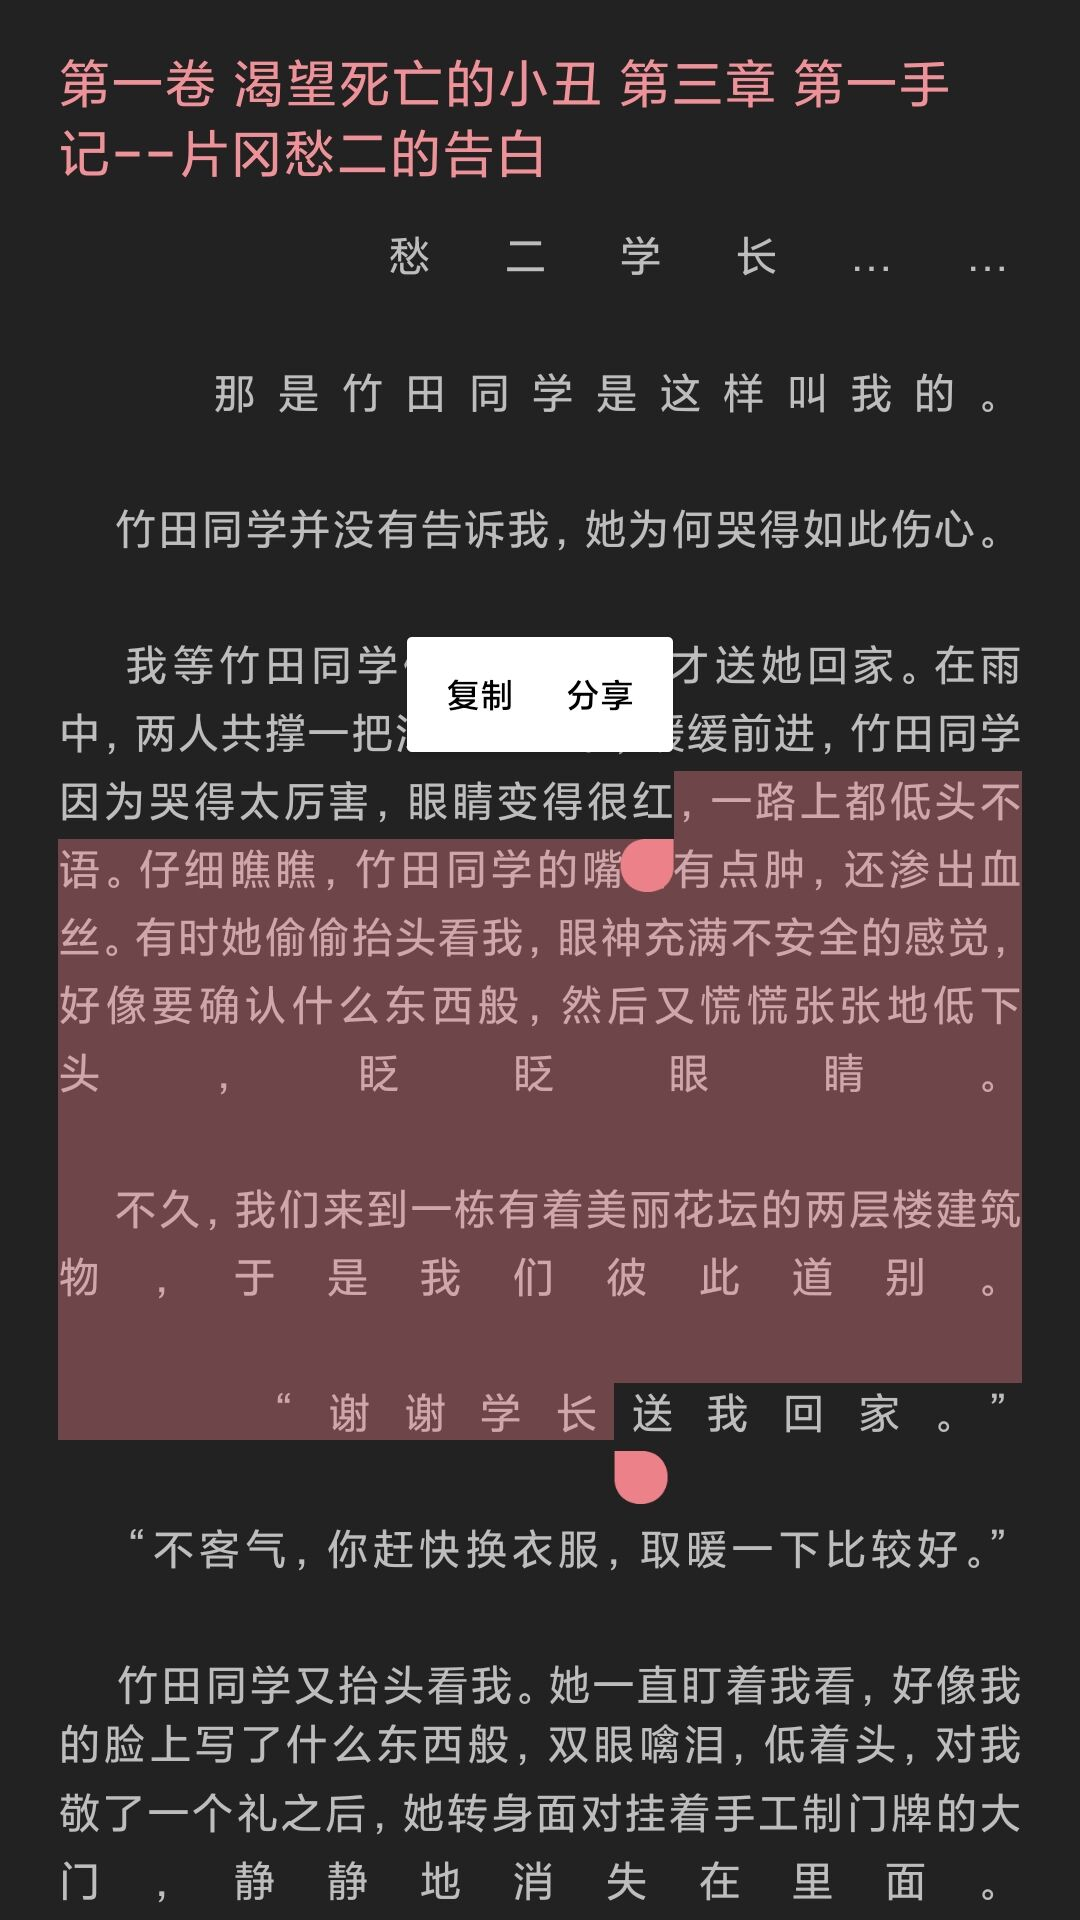 第一卷 渴望死亡的小丑 第三章 第一手
记--片冈愁二的告白
愁二学长……
那是竹田同学是这样叫我的。
竹田同学并没有告诉我，她为何哭得如此伤心。
我等竹田同学
才送她回家。在雨
复制 分享
中，两人共撑一把
缓前进，竹田同学
因为哭得太厉害，眼睛变得很红，一路上都低头不
语。仔细瞧瞧，竹田同学的嘴
有点肿，还渗出血
丝。有时她偷偷抬头看我，眼神充满不安全的感觉，
好像要确认什么东西般，然后又慌慌张张地低下
头，眨眨眼睛。
不久，我们来到一栋有着美丽花坛的两层楼建筑
物，于是我们彼此道别。
“谢谢学长送我回家。”
“不客气，你赶快换衣服，取暖一下比较好。”
竹田同学又抬头看我。她一直盯着我看，好像我
的脸上写了什么东西般，双眼噙泪，低着头，对我
敬了一个礼之后，她转身面对挂着手工制门牌的大
门，静静地消失在里面。